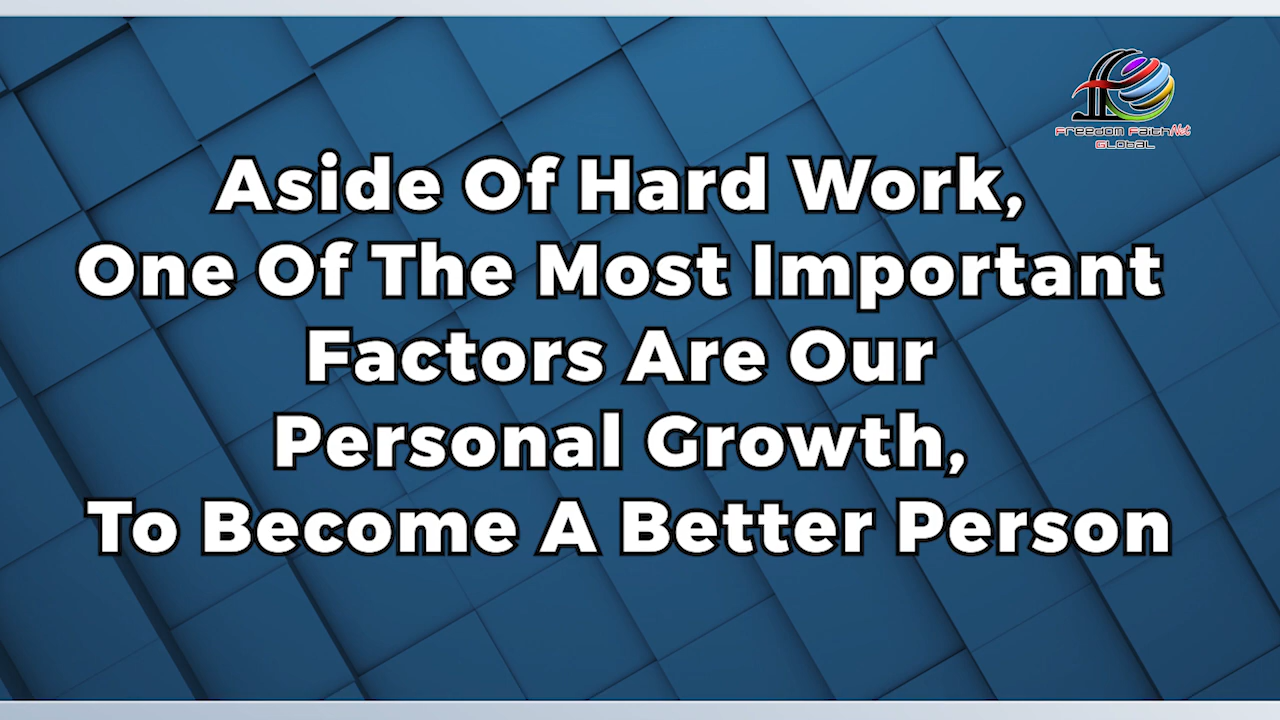 Freedom FaithNet
Global
Aside Of Hard Work,
One Of The Most Important
Factors Are Our
Personal Growth,
To Become A Better Person